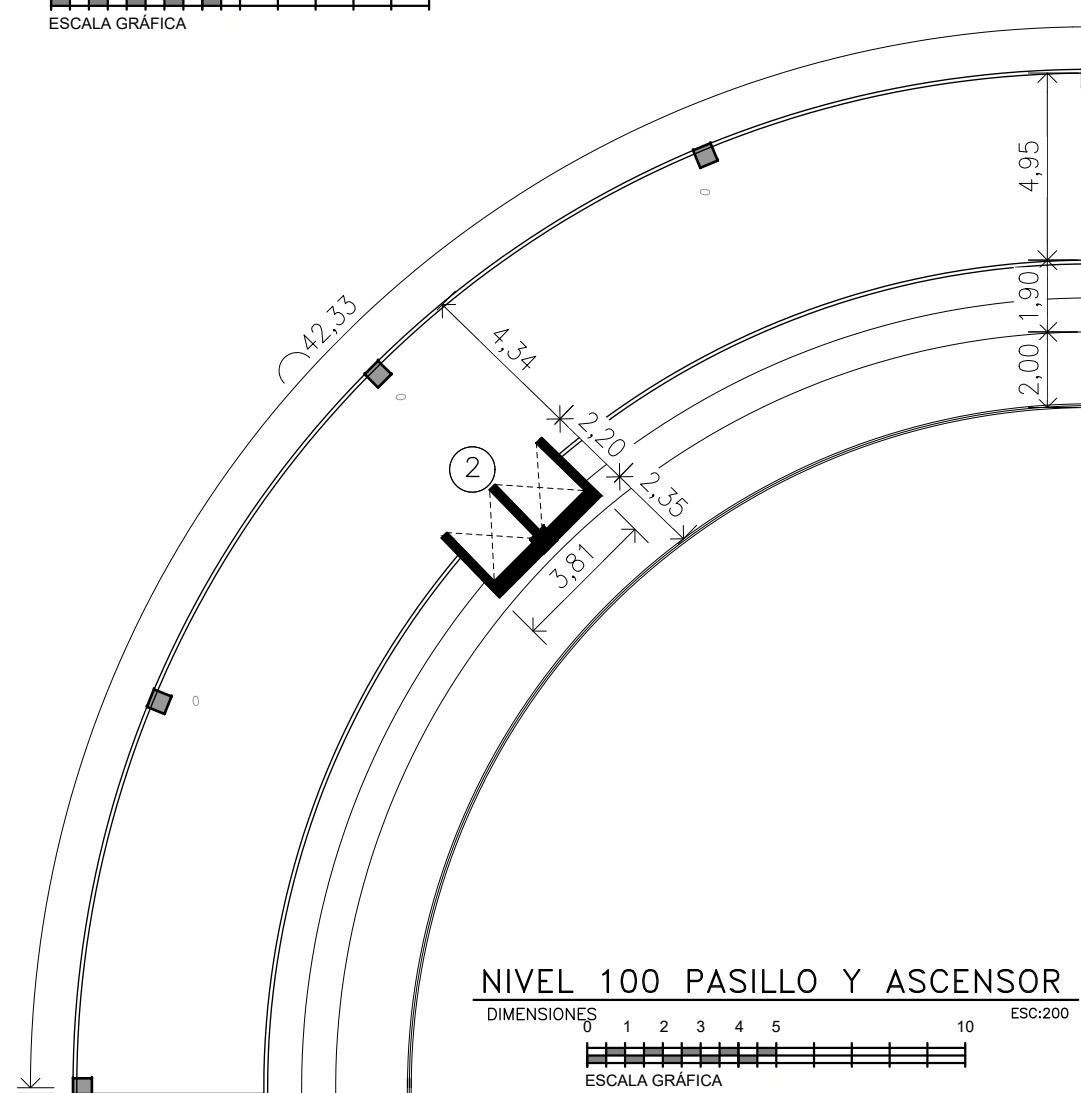 ESCALA GRÁFICA
4,95
42,33
1,90
4,34
2,00
2,20
2
2,35
3,81
0
0
0
NIVEL 100 PASILLO Y ASCENSOR
DIMENSIONES
ESC:200
0 1 2 3 4 5 10
ESCALA GRÁFICA